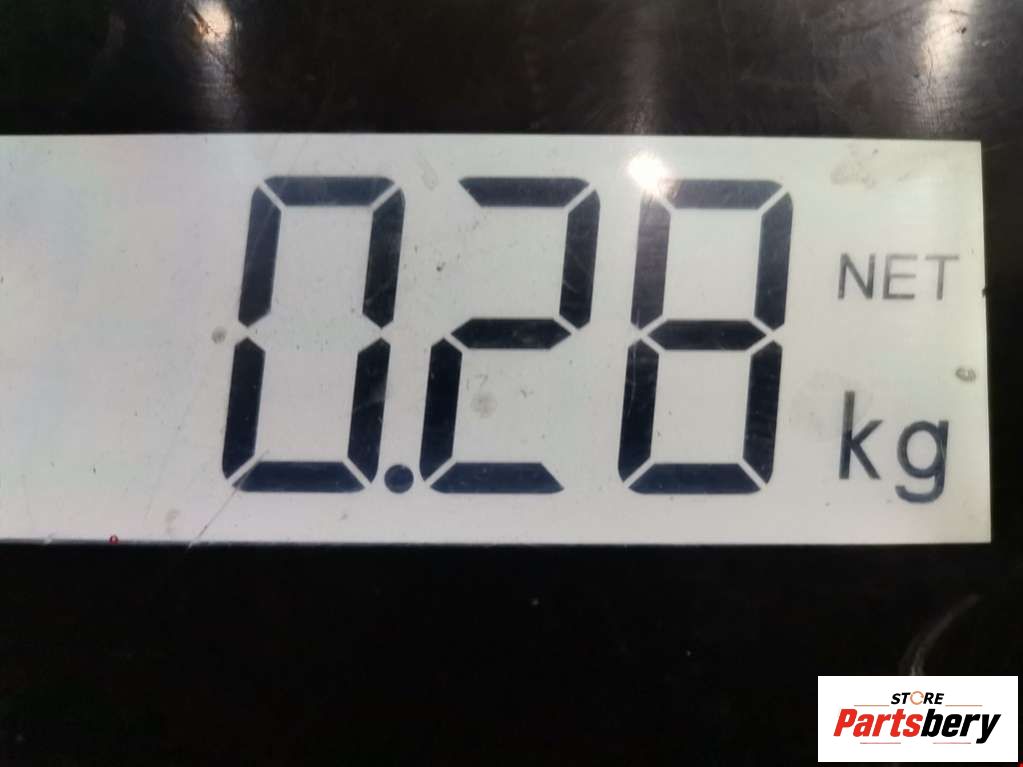 0.28
NET
kg
STORE
Partsbery